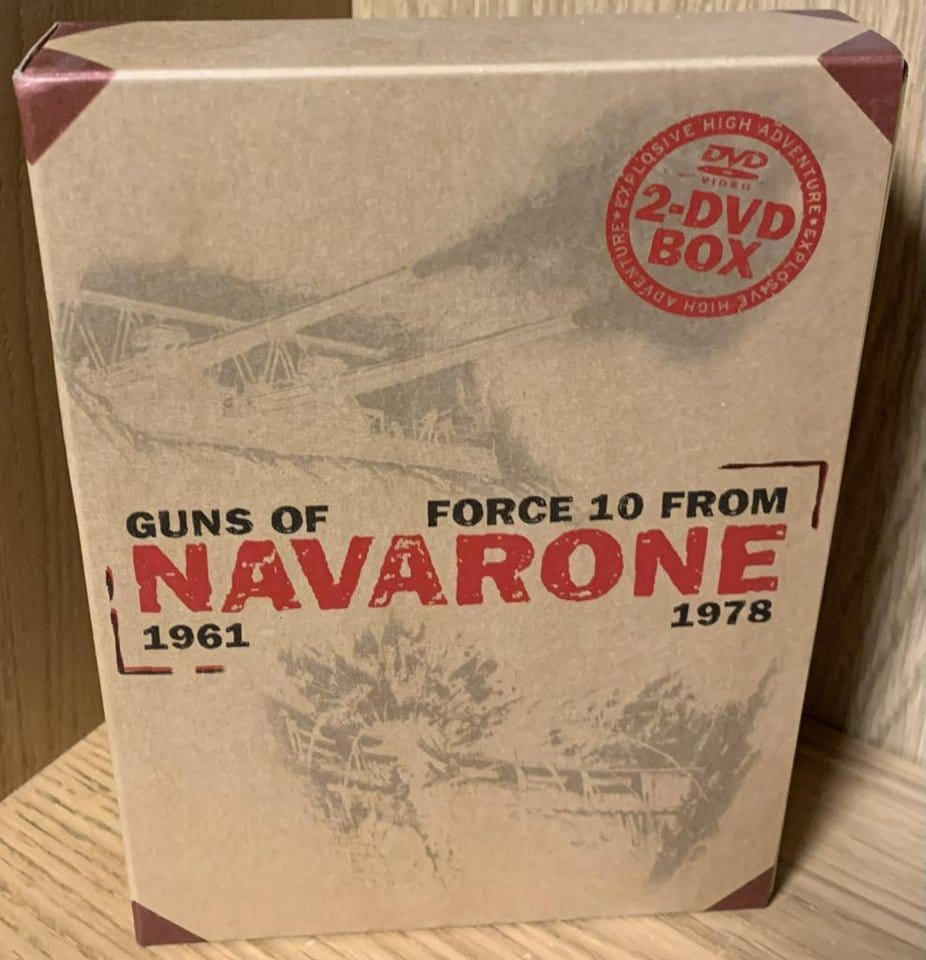 EXPLOSIVE HIGH ADVENTURE • EXPLOSIVE HIGH ADVENTURE •
DVD
VIDEO
2-DVD
BOX
GUNS OF FORCE 10 FROM
NAVARONE
1961 1978